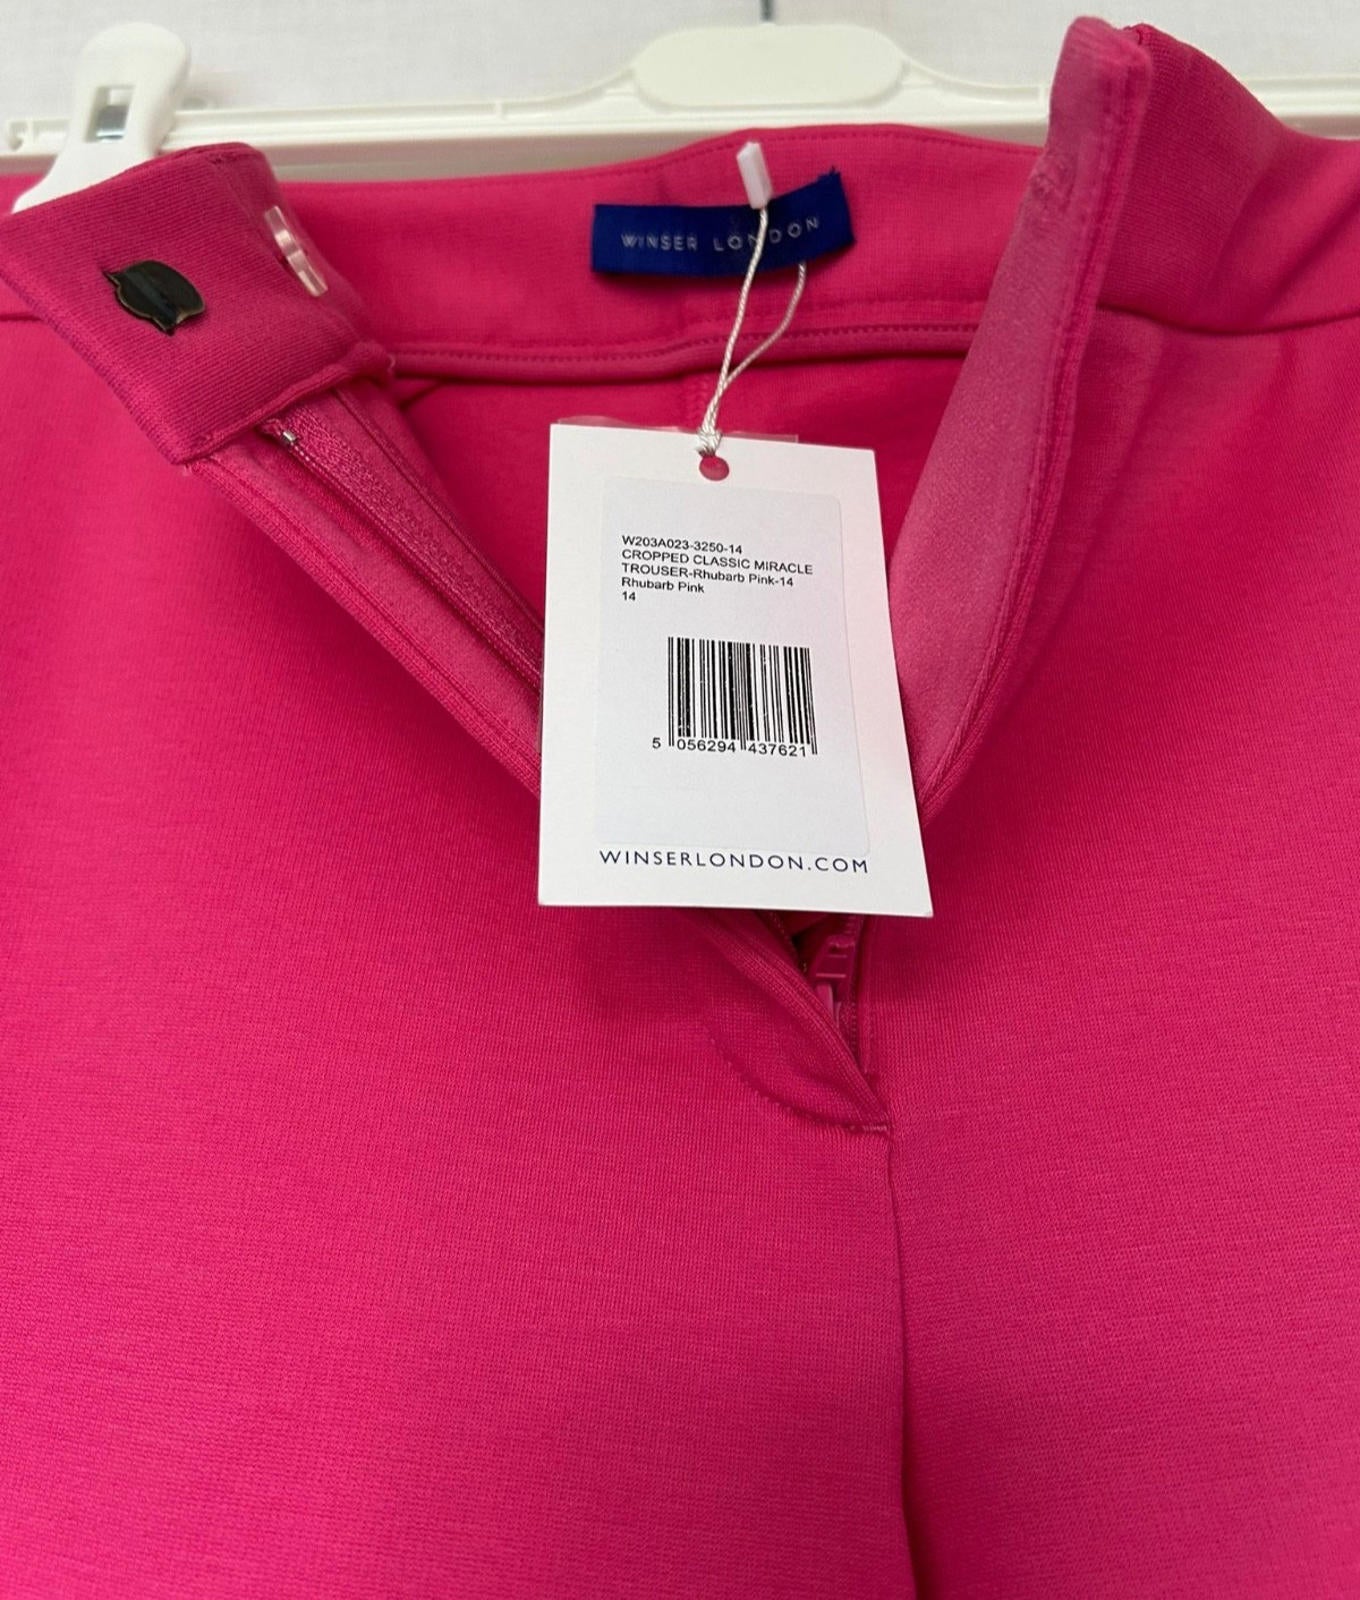 WINSER LONDON
W203A023-3250-14
CROPPED CLASSIC MIRACLE
TROUSER-Rhubarb Pink-14
Rhubarb Pink
14
5 056294 437621
WINSERLONDON.COM